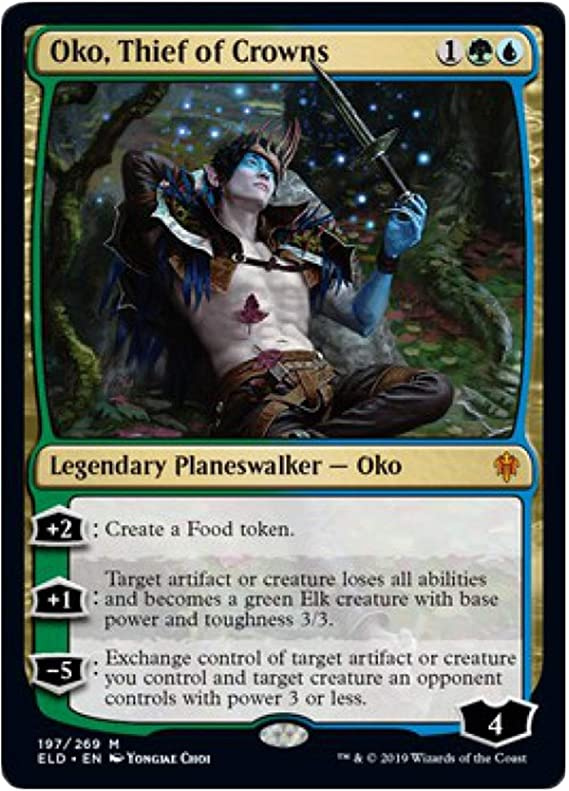 Oko, Thief of Crowns 1
Legendary Planeswalker — Oko
+2 : Create a Food token.
Target artifact or creature loses all abilities
+1 : and becomes a green Elk creature with base
power and toughness 3/3.
Exchange control of target artifact or creature
−5 : you control and target creature an opponent
controls with power 3 or less.
4
197/269 M
ELD • EN Yongjae Choi
™ & © 2019 Wizards of the Coast